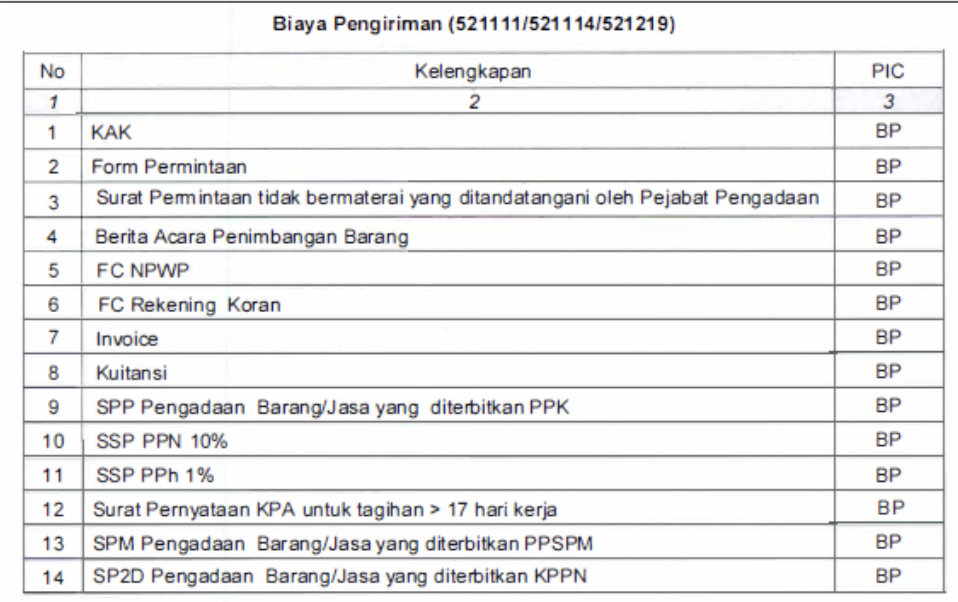 Biaya Pengiriman (521111/521114/521219)
No Kelengkapan PIC
1 2 3
1 KAK BP
2 Form Permintaan BP
3 Surat Permintaan tidak bermaterai yang ditandatangani oleh Pejabat Pengadaan BP
4 Berita Acara Penimbangan Barang BP
5 FC NPWP BP
6 FC Rekening Koran BP
7 Invoice BP
8 Kuitansi BP
9 SPP Pengadaan Barang/Jasa yang diterbitkan PPK BP
10 SSP PPN 10% BP
11 SSP PPh 1% BP
12 Surat Pernyataan KPA untuk tagihan > 17 hari kerja BP
13 SPM Pengadaan Barang/Jasa yang diterbitkan PPSPM BP
14 SP2D Pengadaan Barang/Jasa yang diterbitkan KPPN BP